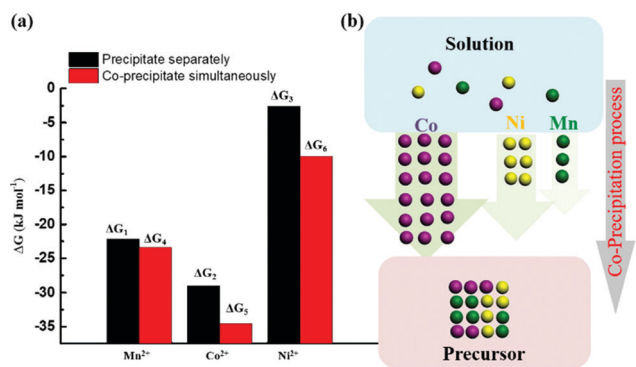 (a)
Precipitate separately
Co-precipitate simultaneously
ΔG (kJ mol⁻¹)
0
-5
-10
-15
-20
-25
-30
-35
ΔG₁
ΔG₄
ΔG₂
ΔG₅
ΔG₃
ΔG₆
Mn²⁺
Co²⁺
Ni²⁺
(b)
Solution
Co
Ni
Mn
Co-Precipitation process
Precursor